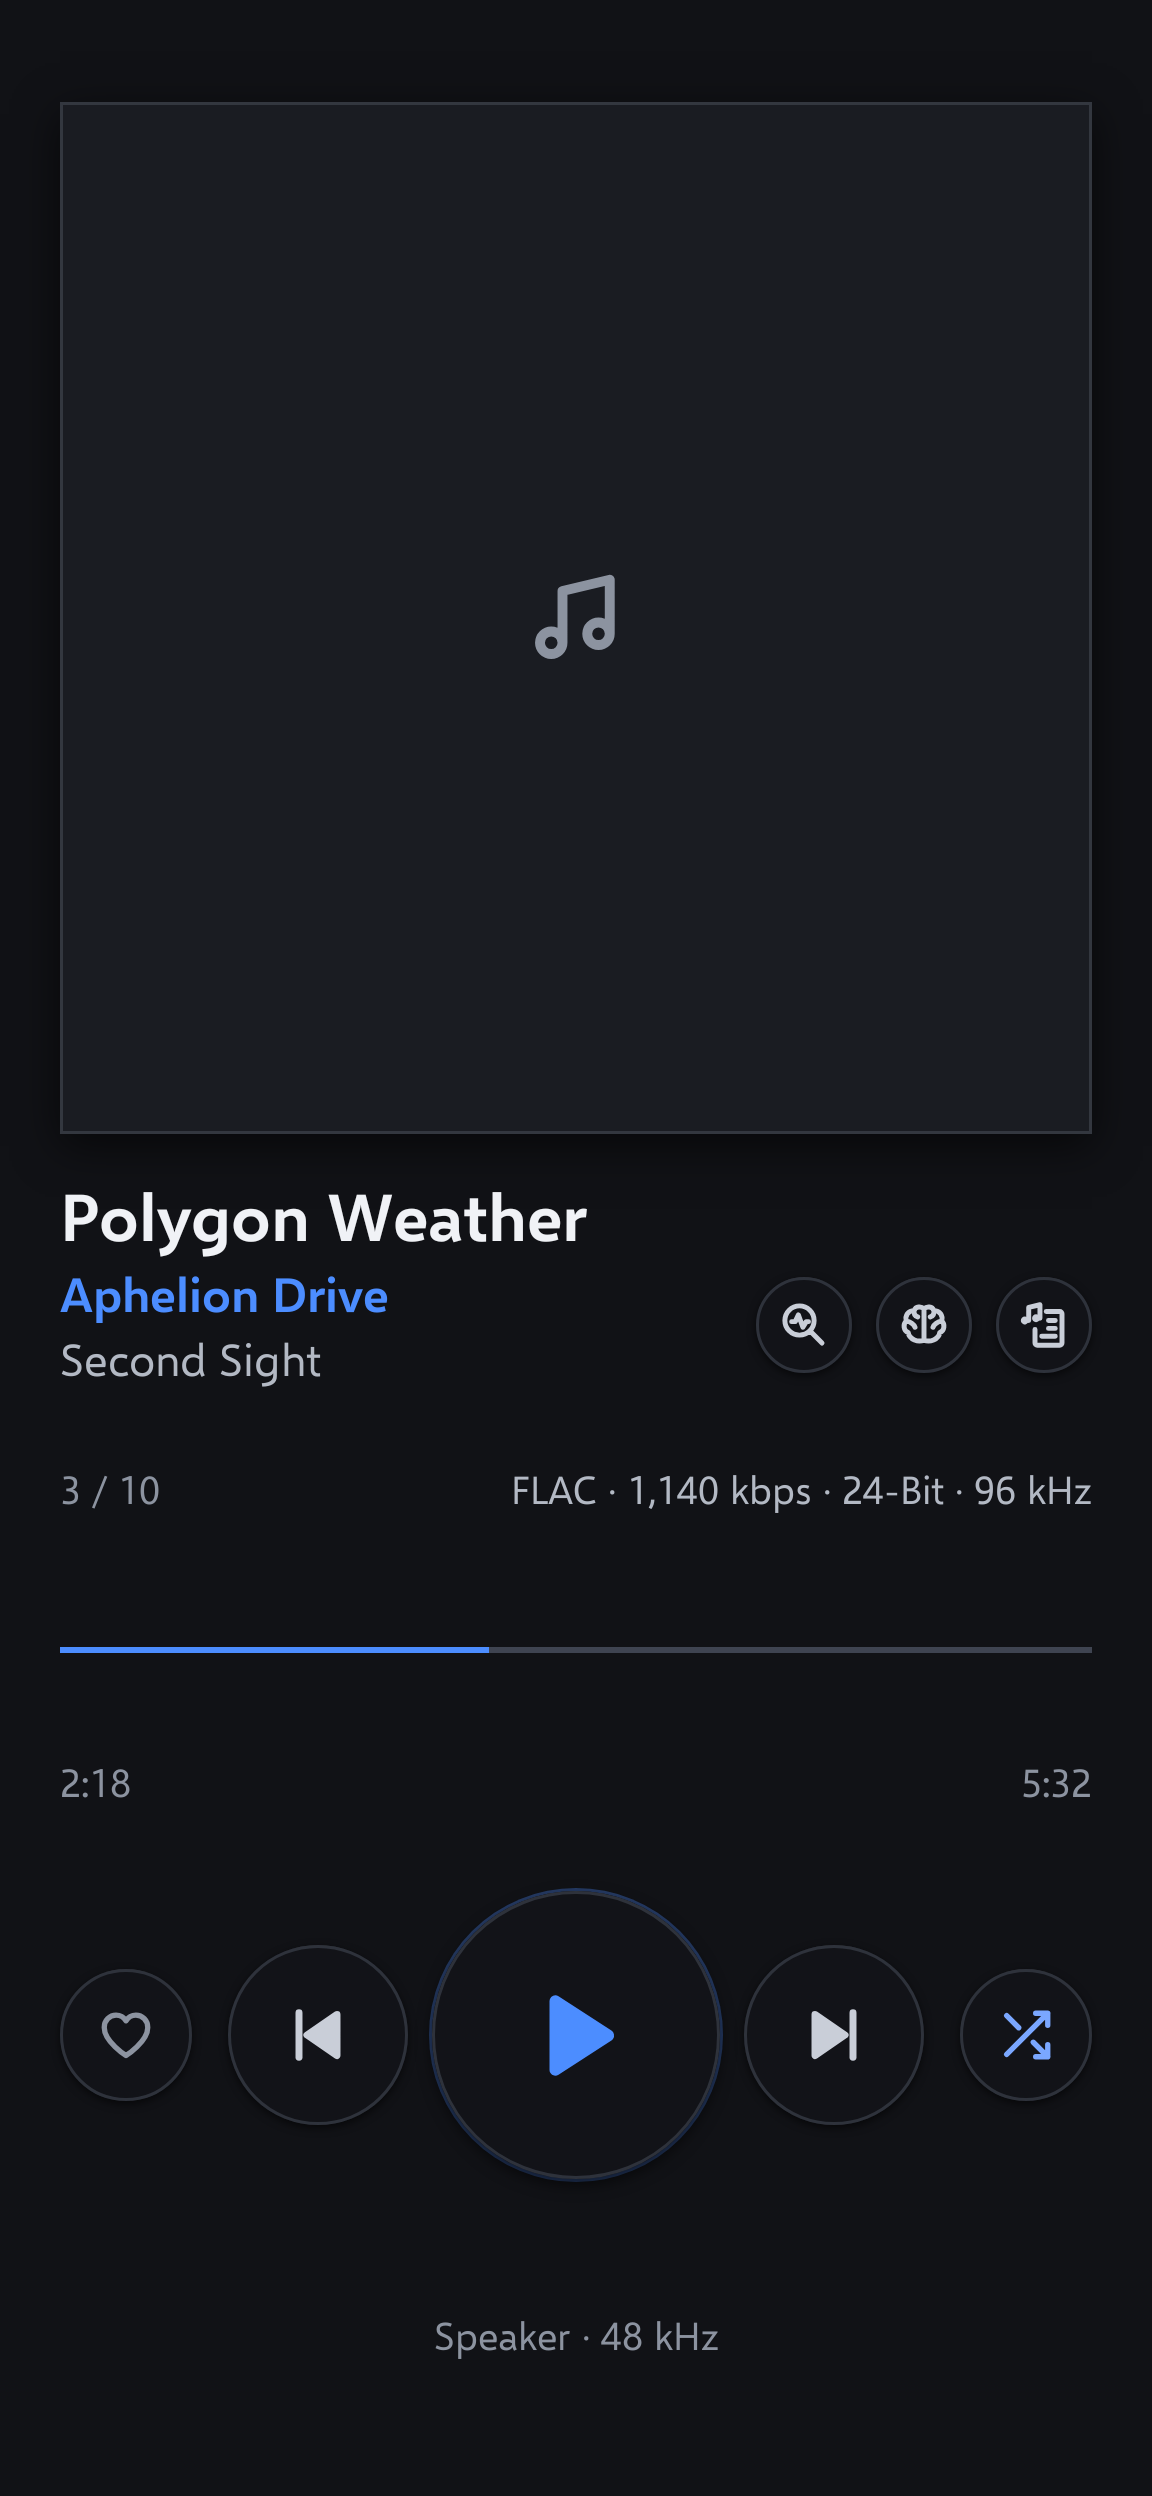 Polygon Weather
Aphelion Drive
Second Sight
3 / 10
FLAC · 1,140 kbps · 24-Bit · 96 kHz
2:18
5:32
Speaker · 48 kHz